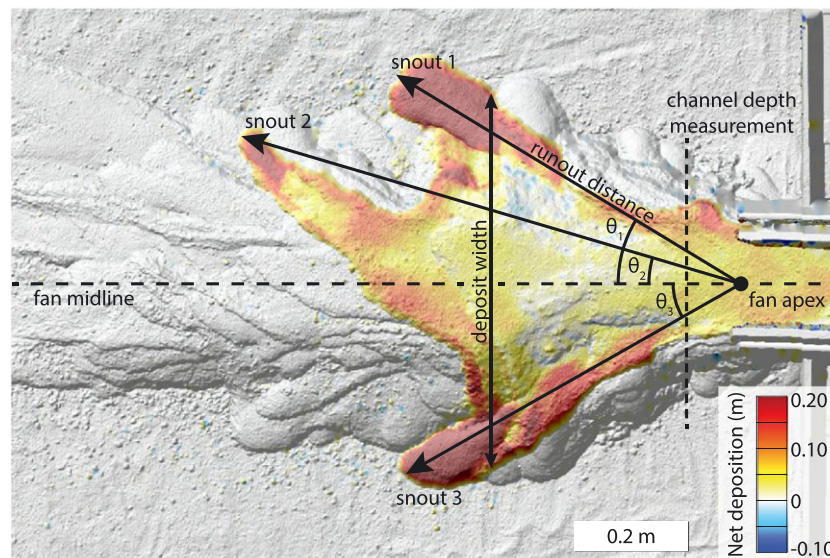 snout 1
channel depth
measurement
snout 2
runout distance
θ1
θ2
deposit width
fan midline
fan apex
θ3
snout 3
0.2 m
Net deposition (m)
0.20
0.10
0
-0.10